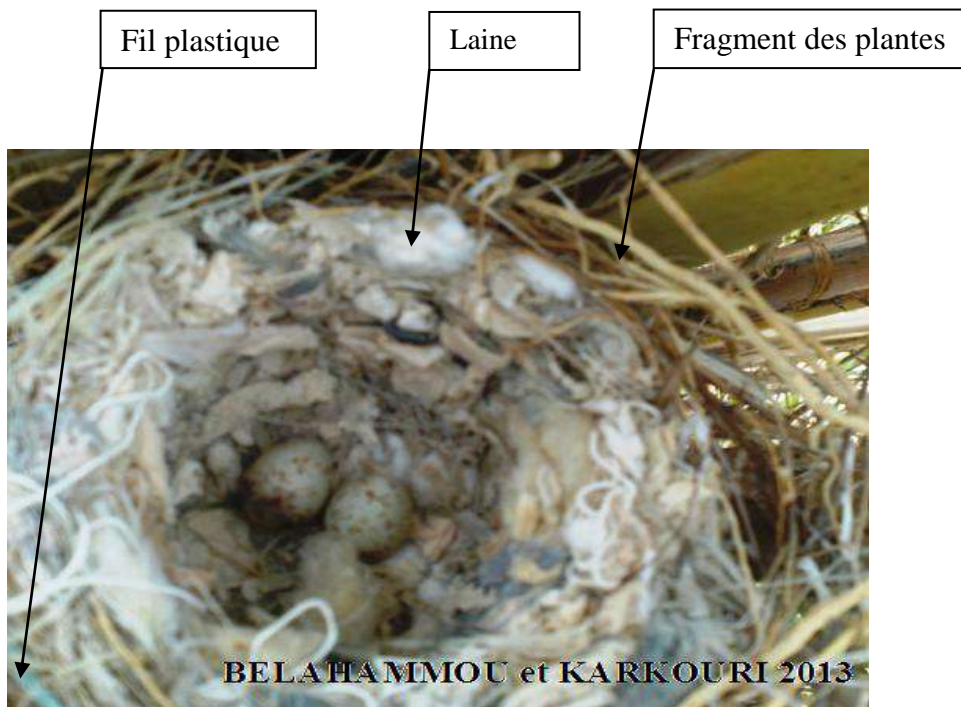 Fil plastique
Laine
Fragment des plantes
BELAHAMMOU et KARKOURI 2013